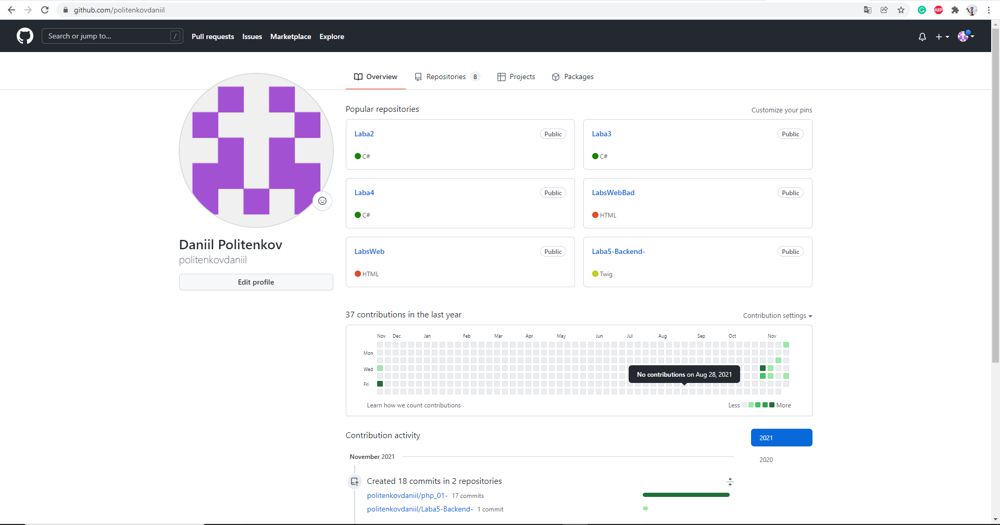 github.com/politenkovdaniil
ABP
Search or jump to... /
Pull requests Issues Marketplace Explore
Overview Repositories 8 Projects Packages
Popular repositories
Customize your pins
Laba2 Public
C#
Laba3 Public
C#
Laba4 Public
C#
LabsWebBad Public
HTML
LabsWeb Public
HTML
Laba5-Backend- Public
Twig
Daniil Politenkov
politenkovdaniil
Edit profile
37 contributions in the last year
Contribution settings
Nov Dec Jan Feb Mar Apr May Jun Jul Aug Sep Oct Nov
Mon
Wed
Fri
No contributions on Aug 28, 2021
Learn how we count contributions
Less More
Contribution activity
2021
2020
November 2021
Created 18 commits in 2 repositories
politenkovdaniil/php_01- 17 commits
politenkovdaniil/Laba5-Backend- 1 commit